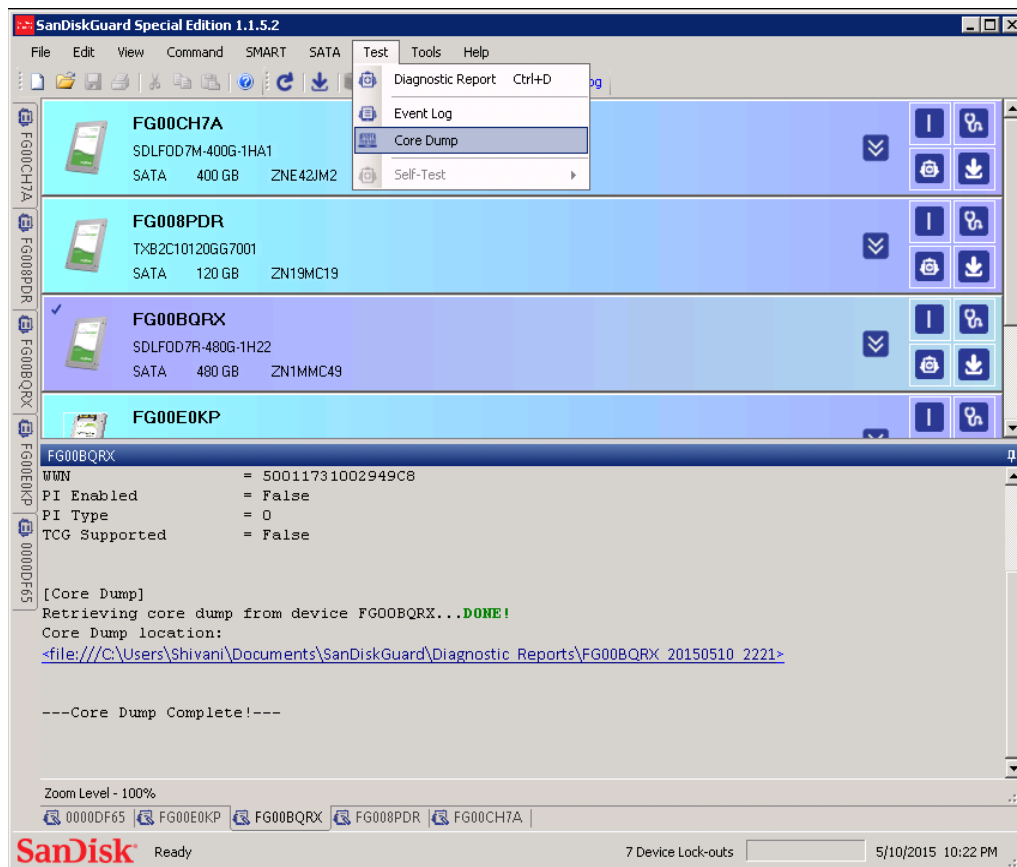 SanDiskGuard Special Edition 1.1.5.2
File Edit View Command SMART SATA Test Tools Help
Diagnostic Report Ctrl+D
Event Log
Core Dump
Self-Test
FG00CH7A
SDLFOD7M-400G-1HA1
SATA 400 GB ZNE42JM2
FG008PDR
TXB2C10120GG7001
SATA 120 GB ZN19MC19
FG00BQRX
SDLFOD7R-480G-1H22
SATA 480 GB ZN1MMC49
FG00E0KP
FG00CH7A
FG008PDR
FG00BQRX
FG00E0KP
0000DF65
FG00BQRX
WWN = 50011731002949C8
PI Enabled = False
PI Type = 0
TCG Supported = False
[Core Dump]
Retrieving core dump from device FG00BQRX...DONE!
Core Dump location:
<file:///C:\Users\Shivani\Documents\SanDiskGuard\Diagnostic Reports\FG00BQRX_20150510_2221>
---Core Dump Complete!---
Zoom Level - 100%
0000DF65 FG00E0KP FG00BQRX FG008PDR FG00CH7A
SanDisk Ready 7 Device Lock-outs 5/10/2015 10:22 PM